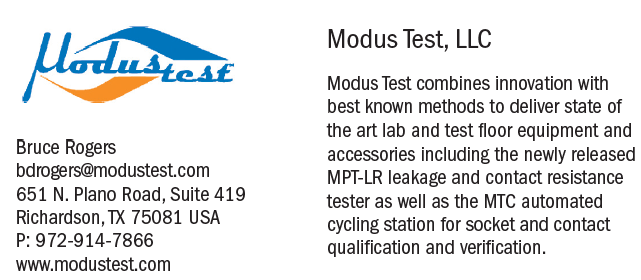 Modustest
Bruce Rogers
bdrogers@modustest.com
651 N. Plano Road, Suite 419
Richardson, TX 75081 USA
P: 972-914-7866
www.modustest.com
Modus Test, LLC
Modus Test combines innovation with
best known methods to deliver state of
the art lab and test floor equipment and
accessories including the newly released
MPT-LR leakage and contact resistance
tester as well as the MTC automated
cycling station for socket and contact
qualification and verification.